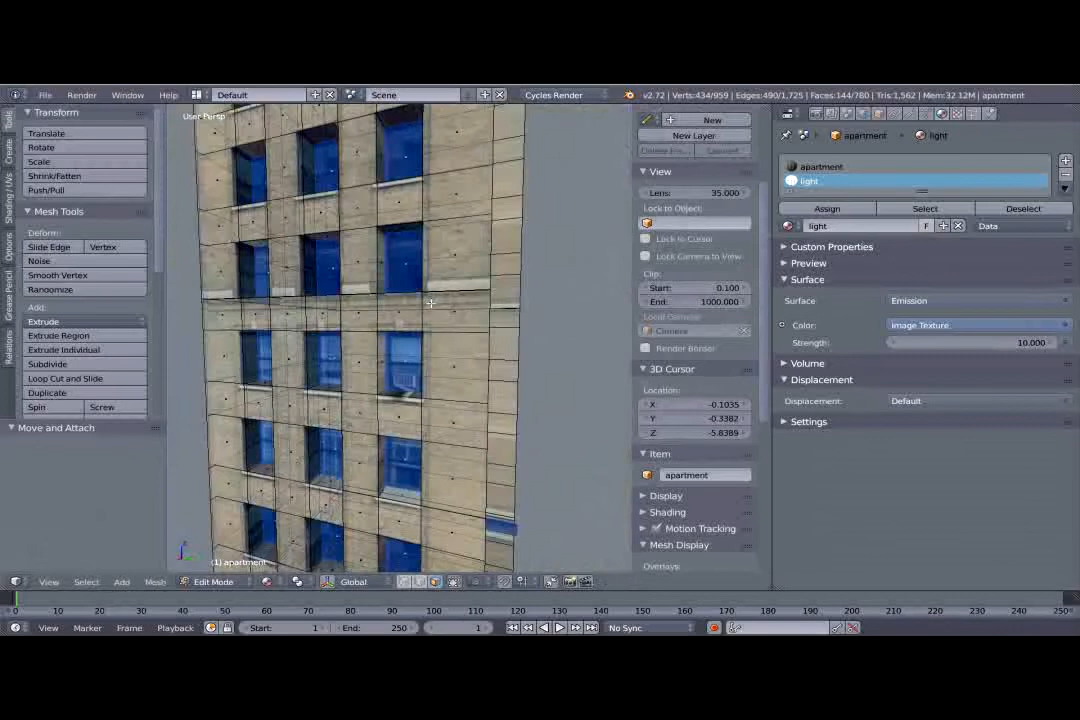 File Render Window Help Default Scene Cycles Render v2.72 | Verts:434/959 | Edges:490/1,725 | Faces:144/780 | Tris:1,562 | Mem:32.12M | apartment
Tools
Create
Shading / UVs
Options
Grease Pencil
Relations
Transform
Translate
Rotate
Scale
Shrink/Fatten
Push/Pull
Mesh Tools
Deform:
Slide Edge Vertex
Noise
Smooth Vertex
Randomize
Add:
Extrude
Extrude Region
Extrude Individual
Subdivide
Loop Cut and Slide
Duplicate
Spin Screw
Move and Attach
User Persp
(1) apartment
New
New Layer
View
Lens: 35.000
Lock to Object:
Lock to Cursor
Lock Camera to View
Clip:
Start: 0.100
End: 1000.000
Local Camera:
Camera
Render Border
3D Cursor
Location:
X -0.1035
Y -0.3382
Z -5.8389
Item
apartment
Display
Shading
Motion Tracking
Mesh Display
Overlays:
apartment light
apartment
light
Assign Select Deselect
light F Data
Custom Properties
Preview
Surface
Surface: Emission
Color: Image Texture
Strength: 10.000
Volume
Displacement
Displacement: Default
Settings
View Select Add Mesh Edit Mode Global
0 10 20 30 40 50 60 70 80 90 100 110 120 130 140 150 160 170 180 190 200 210 220 230 240 250
View Marker Frame Playback Start: 1 End: 250 1 No Sync